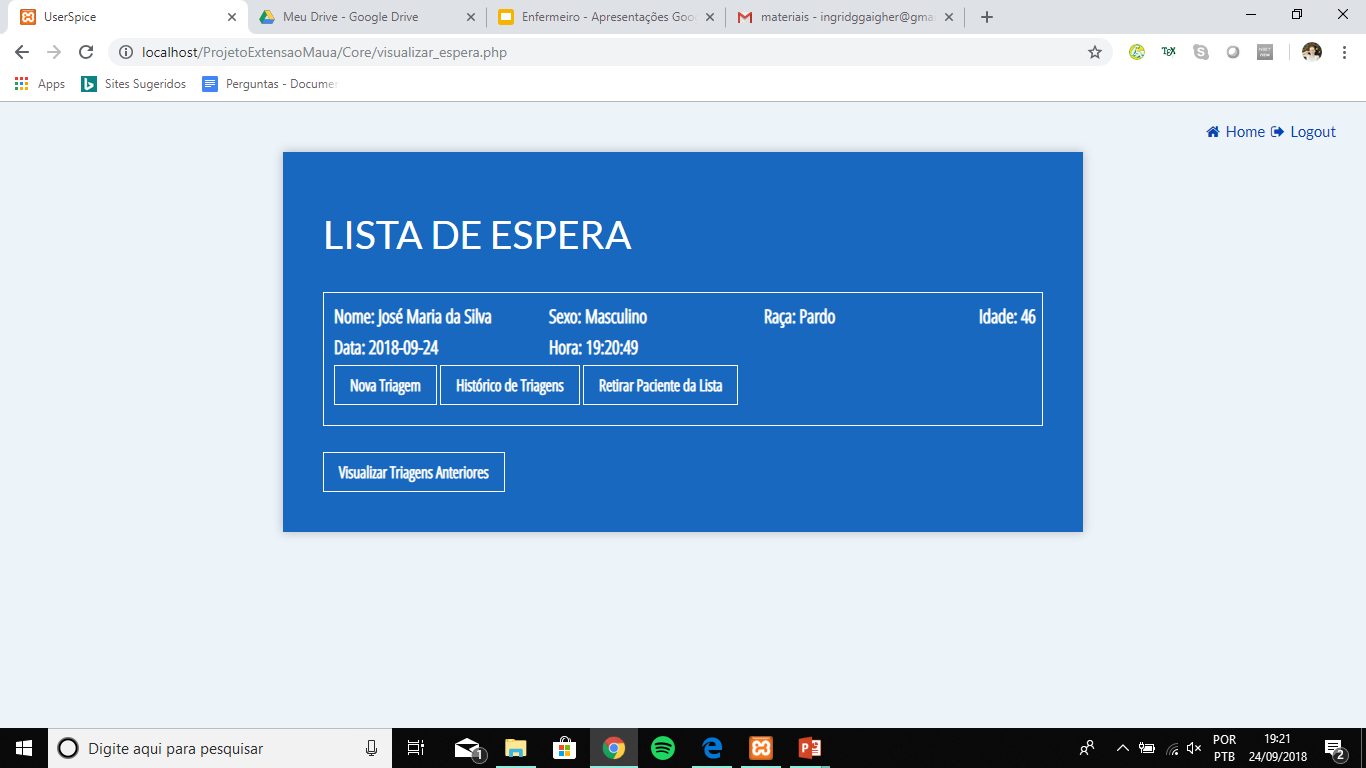 UserSpice
Meu Drive - Google Drive
Enfermeiro - Apresentações Goo
materiais - ingridggaigher@gma
localhost/ProjetoExtensaoMaua/Core/visualizar_espera.php
Apps
Sites Sugeridos
Perguntas - Documen
Home Logout
LISTA DE ESPERA
Nome: José Maria da Silva Sexo: Masculino Raça: Pardo Idade: 46
Data: 2018-09-24 Hora: 19:20:49
Nova Triagem Histórico de Triagens Retirar Paciente da Lista
Visualizar Triagens Anteriores
Digite aqui para pesquisar
1
POR
PTB
19:21
24/09/2018
2